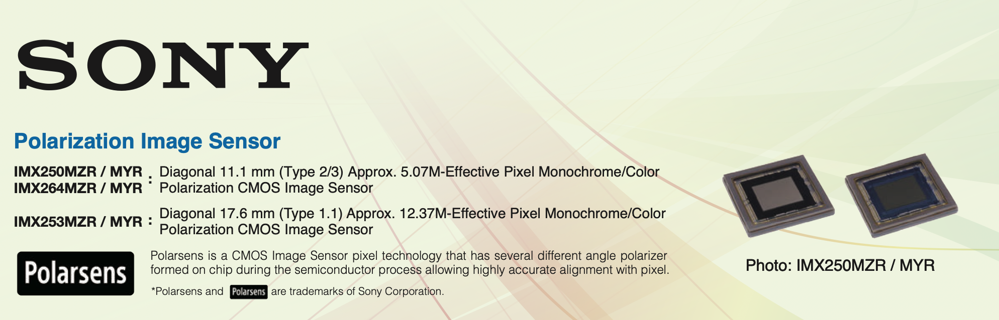 SONY
Polarization Image Sensor
IMX250MZR / MYR
IMX264MZR / MYR
: Diagonal 11.1 mm (Type 2/3) Approx. 5.07M-Effective Pixel Monochrome/Color
Polarization CMOS Image Sensor
IMX253MZR / MYR : Diagonal 17.6 mm (Type 1.1) Approx. 12.37M-Effective Pixel Monochrome/Color
Polarization CMOS Image Sensor
Polarsens
Polarsens is a CMOS Image Sensor pixel technology that has several different angle polarizer
formed on chip during the semiconductor process allowing highly accurate alignment with pixel.
*Polarsens and Polarsens are trademarks of Sony Corporation.
Photo: IMX250MZR / MYR